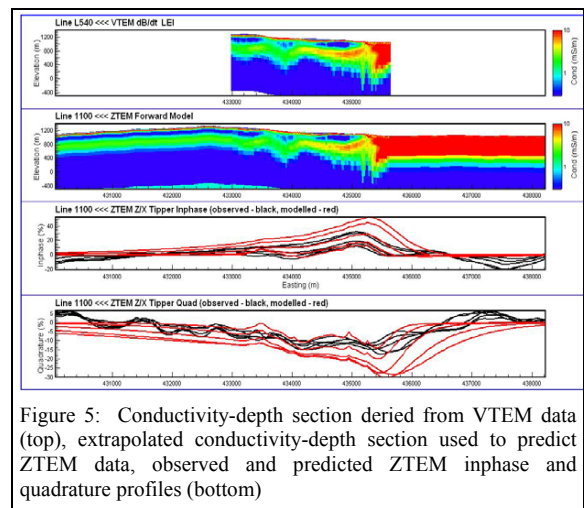 Line L540 <<< VTEM dB/dt LEI
Elevation (m)
1200
800
400
0
-400
433000 434000 435000
10
1
Cond (mS/m)
Line 1100 <<< ZTEM Forward Model
Elevation (m)
1200
800
400
0
-400
431000 432000 433000 434000 435000 436000 437000 438000
10
1
Cond (mS/m)
Line 1100 <<< ZTEM Z/X Tipper Inphase (observed - black, modelled - red)
Inphase (%)
40
20
0
-20
431000 432000 433000 434000 435000 436000 437000 438000
Easting (m)
Line 1100 <<< ZTEM Z/X Tipper Quad (observed - black, modelled - red)
Quadrature (%)
5
0
-5
-10
-15
-20
-25
-30
431000 432000 433000 434000 435000 436000 437000 438000
Figure 5: Conductivity-depth section deried from VTEM data
(top), extrapolated conductivity-depth section used to predict
ZTEM data, observed and predicted ZTEM inphase and
quadrature profiles (bottom)